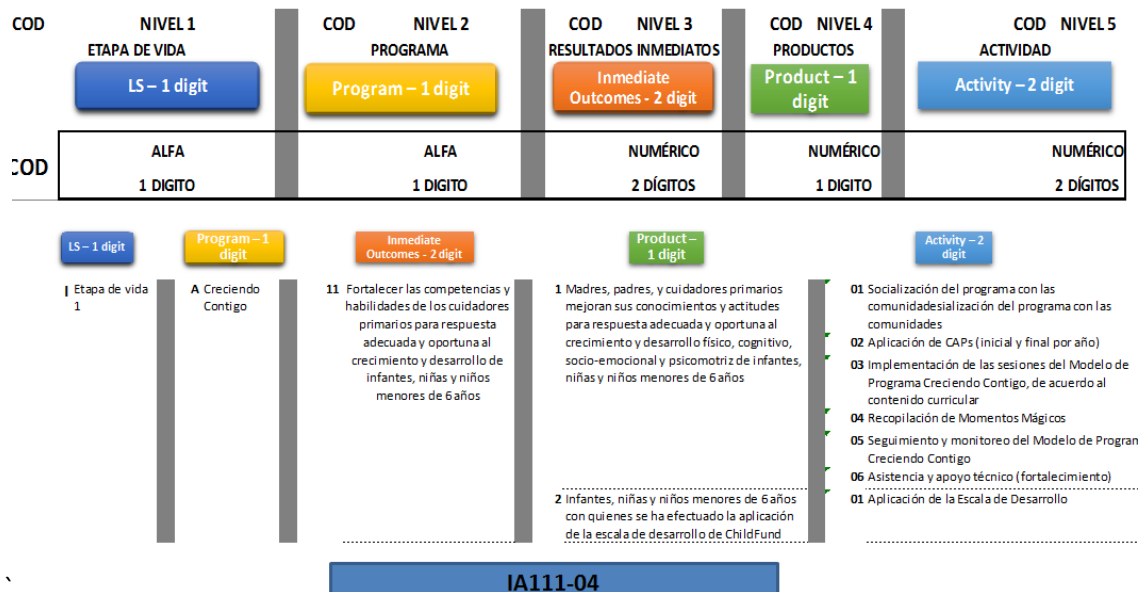 COD NIVEL 1 COD NIVEL 2 COD NIVEL 3 COD NIVEL 4 COD NIVEL 5
ETAPA DE VIDA PROGRAMA RESULTADOS INMEDIATOS PRODUCTOS ACTIVIDAD
LS – 1 digit
Program – 1 digit
Inmediate
Outcomes - 2 digit
Product – 1
digit
Activity – 2 digit
COD
ALFA ALFA NUMÉRICO NUMÉRICO NUMÉRICO
1 DIGITO 1 DIGITO 2 DÍGITOS 1 DIGITO 2 DÍGITOS
LS – 1 digit
Program – 1
digit
Inmediate
Outcomes - 2 digit
Product –
1 digit
Activity – 2
digit
I Etapa de vida
1
A Creciendo
Contigo
11 Fortalecer las competencias y
habilidades de los cuidadores
primarios para respuesta
adecuada y oportuna al
crecimiento y desarrollo de
infantes, niñas y niños
menores de 6 años
1 Madres, padres, y cuidadores primarios
mejoran sus conocimientos y actitudes
para respuesta adecuada y oportuna al
crecimiento y desarrollo físico, cognitivo,
socio-emocional y psicomotriz de infantes,
niñas y niños menores de 6 años
01 Socialización del programa con las
comunidadesialización del programa con las
comunidades
02 Aplicación de CAPs (inicial y final por año)
03 Implementación de las sesiones del Modelo de
Programa Creciendo Contigo, de acuerdo al
contenido curricular
04 Recopilación de Momentos Mágicos
05 Seguimiento y monitoreo del Modelo de Program
Creciendo Contigo
06 Asistencia y apoyo técnico (fortalecimiento)
2 Infantes, niñas y niños menores de 6 años
con quienes se ha efectuado la aplicación
de la escala de desarrollo de ChildFund
01 Aplicación de la Escala de Desarrollo
`
IA111-04